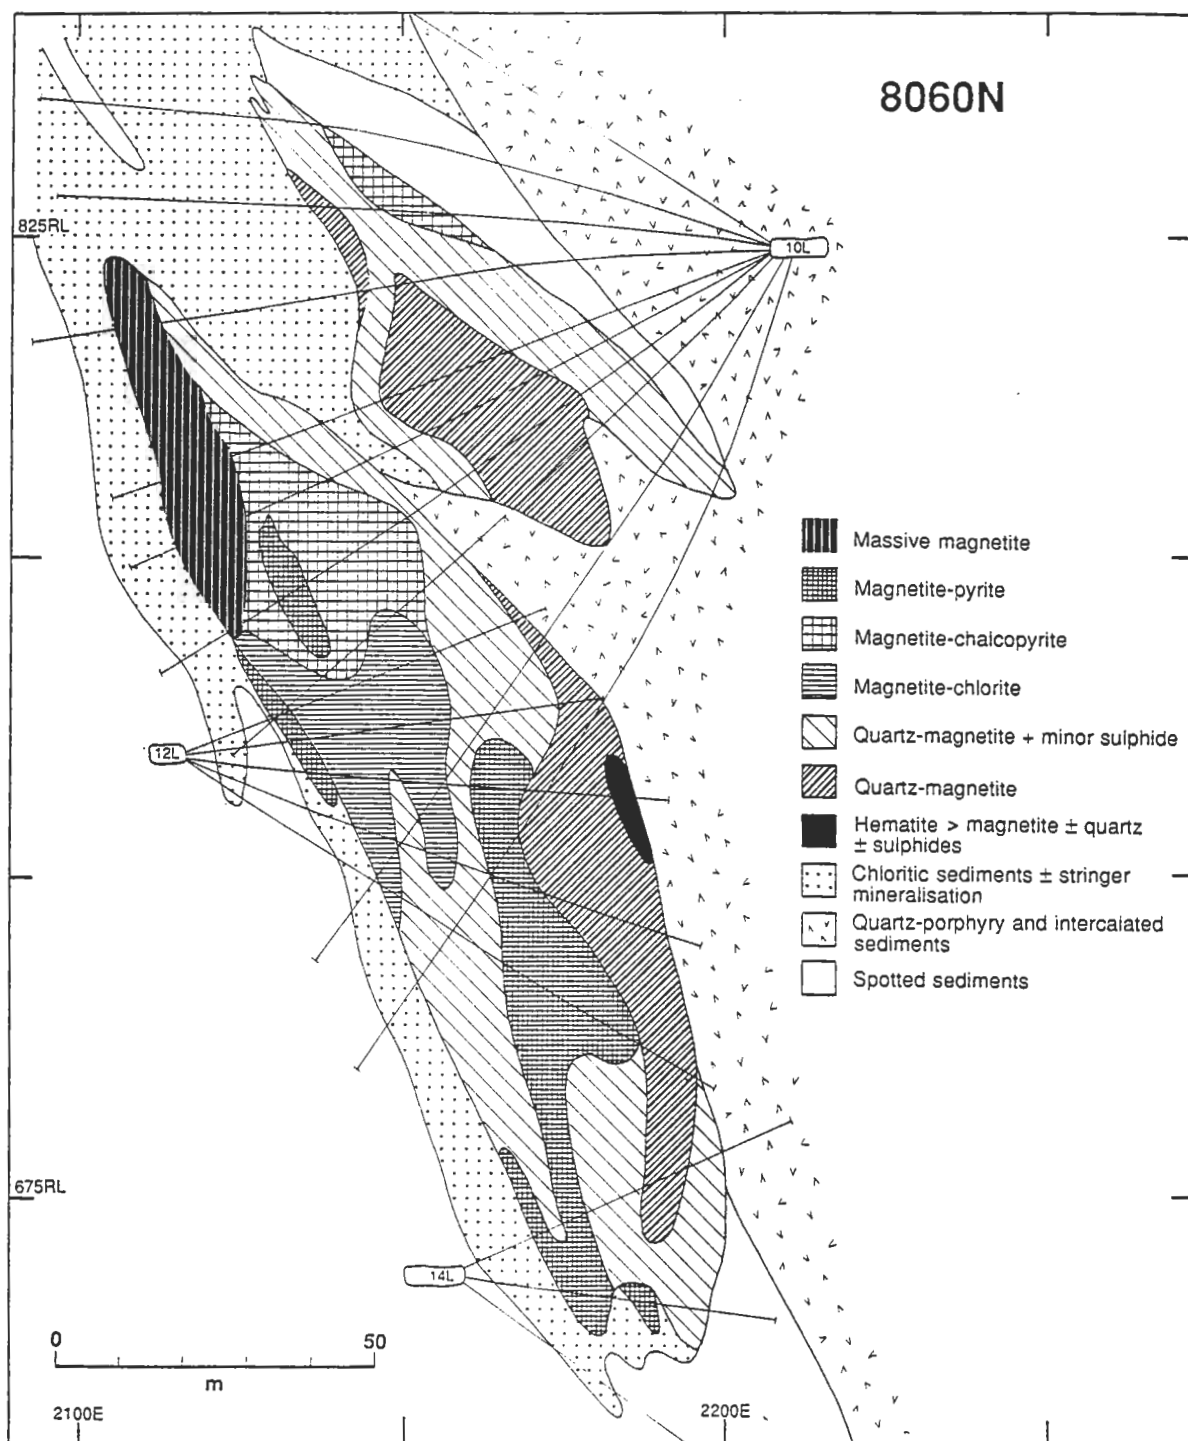 8060N
825RL
10L
Massive magnetite
Magnetite-pyrite
Magnetite-chalcopyrite
Magnetite-chlorite
12L
Quartz-magnetite + minor sulphide
Quartz-magnetite
Hematite > magnetite ± quartz
± sulphides
Chloritic sediments ± stringer
mineralisation
Quartz-porphyry and intercalated
sediments
Spotted sediments
675RL
14L
0 50
m
2100E 2200E